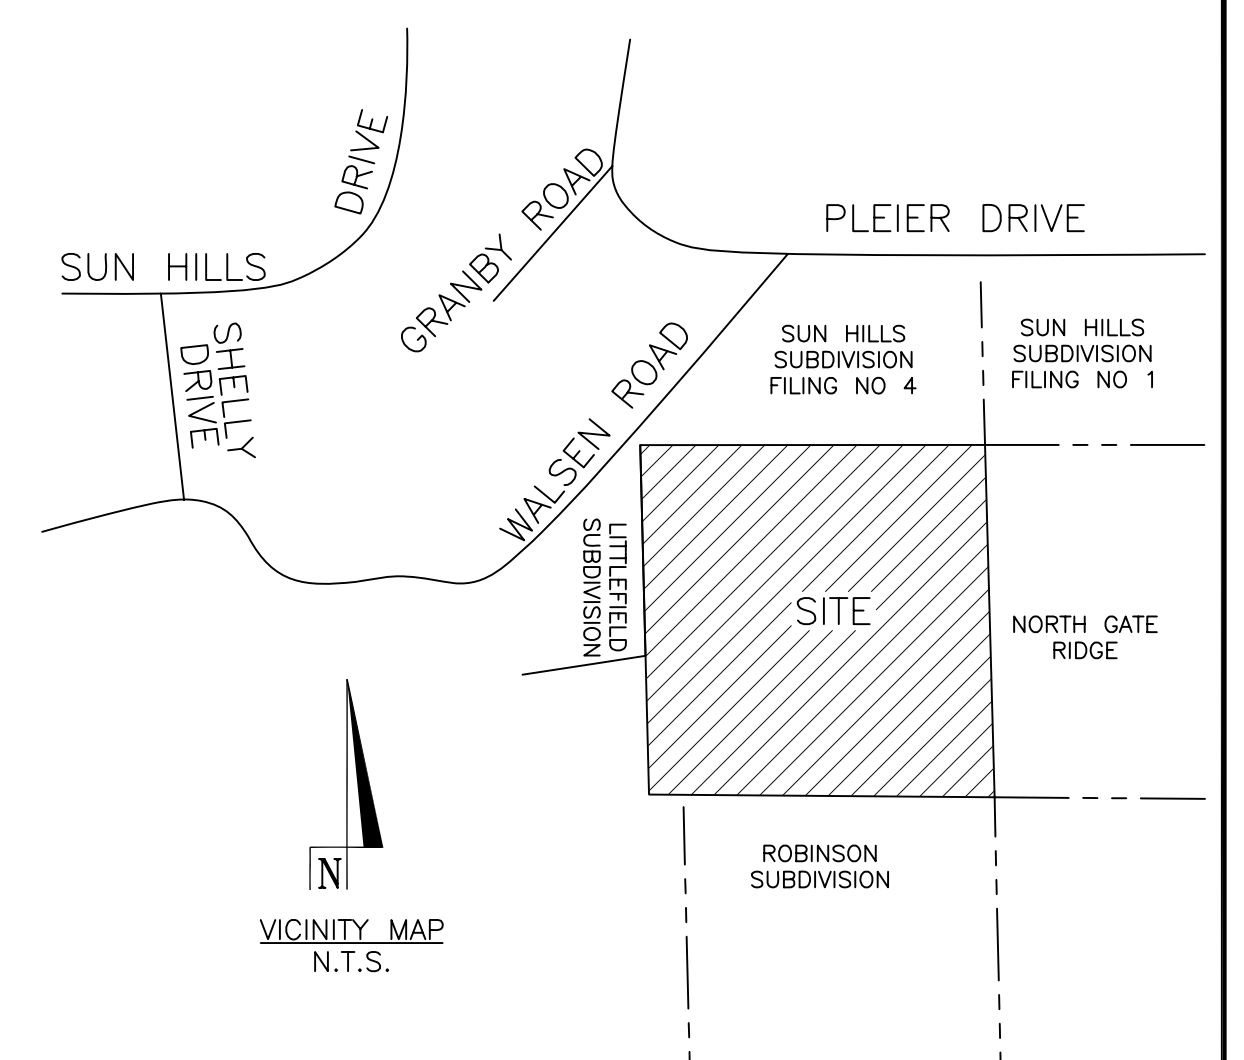 DRIVE
SUN HILLS
GRANBY ROAD
PLEIER DRIVE
SHELLY
DRIVE
WALSEN ROAD
SUN HILLS
SUBDIVISION
FILING NO 4
SUN HILLS
SUBDIVISION
FILING NO 1
LITTLEFIELD
SUBDIVISION
SITE
NORTH GATE
RIDGE
ROBINSON
SUBDIVISION
N
VICINITY MAP
N.T.S.